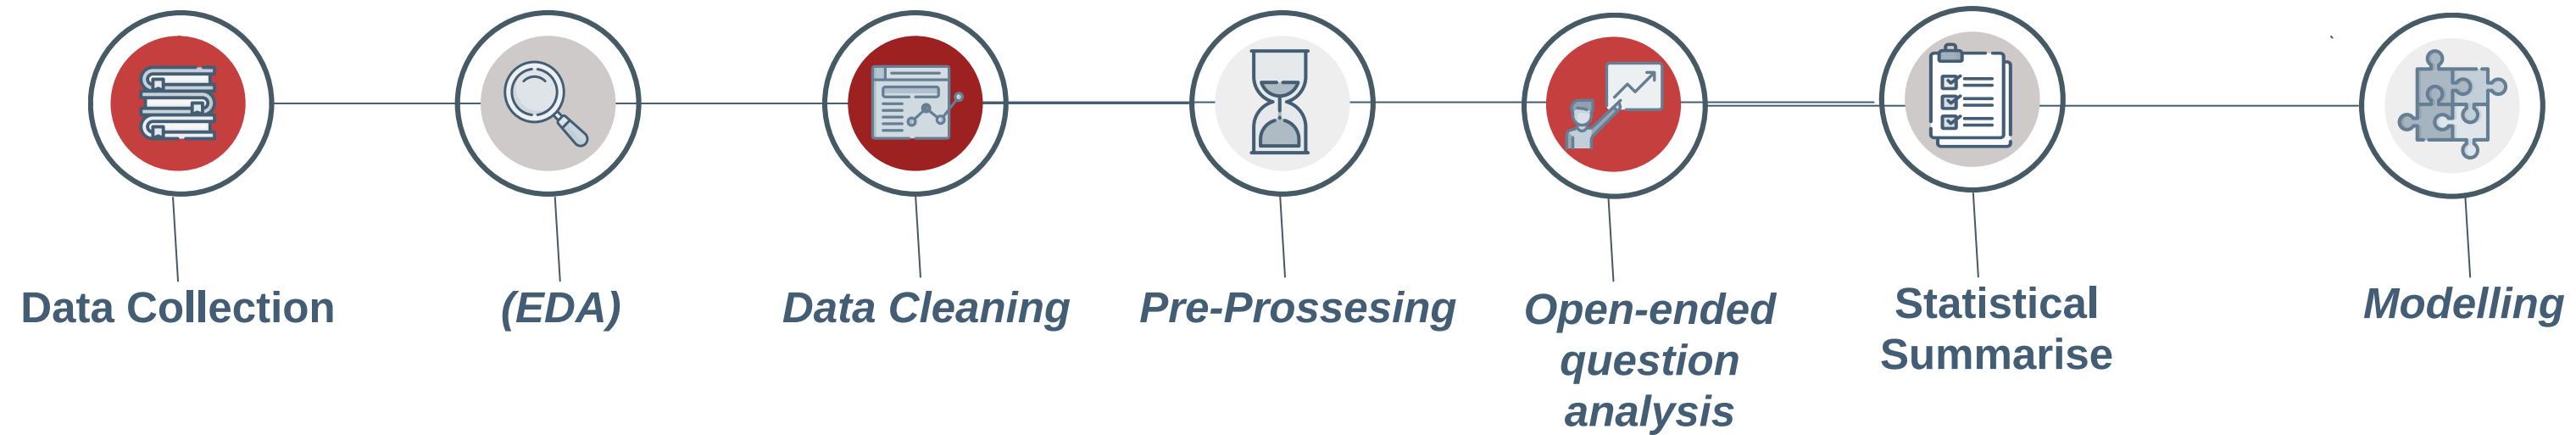 Data Collection
(EDA)
Data Cleaning
Pre-Prossesing
Open-ended
question
analysis
Statistical
Summarise
Modelling